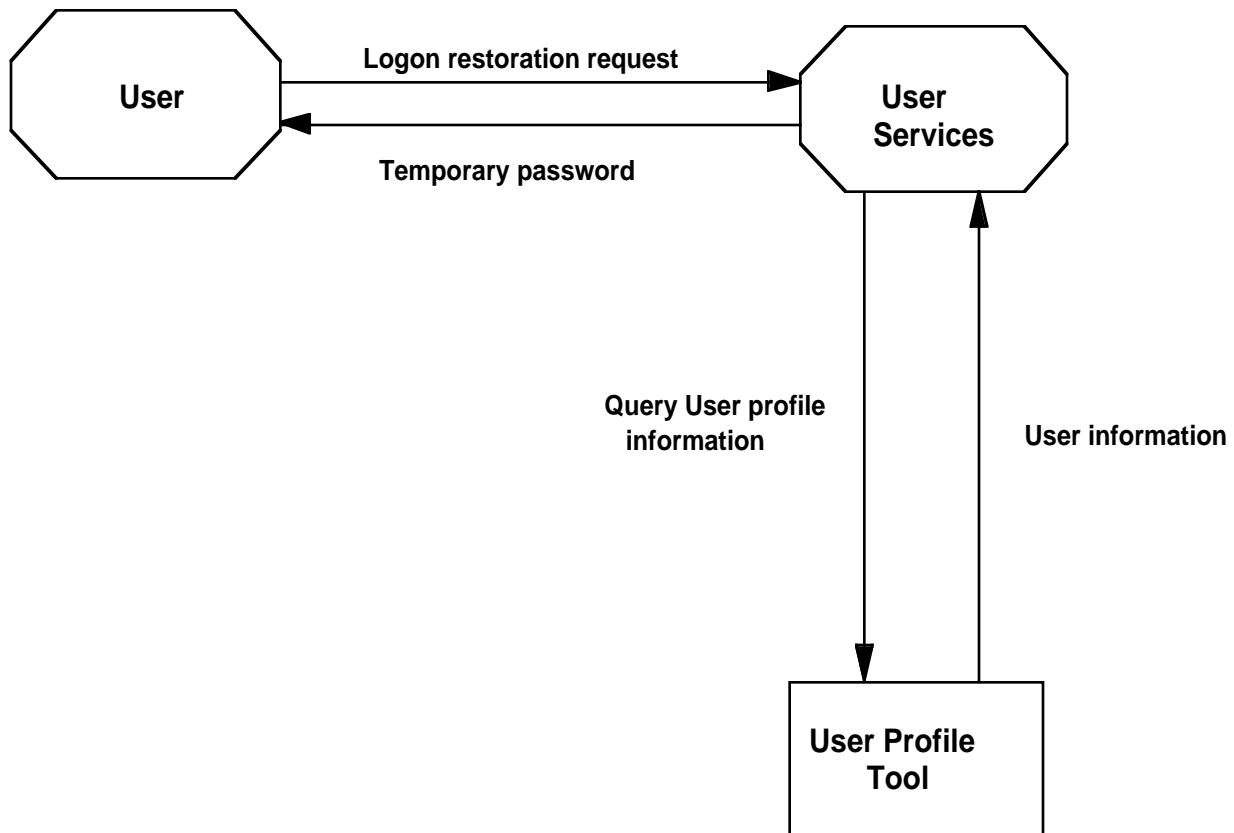 Logon restoration request
User
User
Services
Temporary password
Query User profile
information
User information
User Profile
Tool